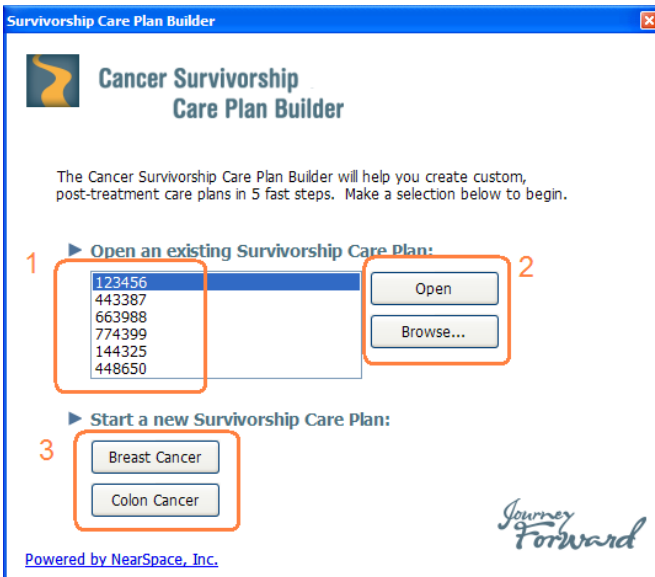 Survivorship Care Plan Builder
Cancer Survivorship
Care Plan Builder
The Cancer Survivorship Care Plan Builder will help you create custom,
post-treatment care plans in 5 fast steps. Make a selection below to begin.
1
Open an existing Survivorship Care Plan:
2
123456
443387
663988
774399
144325
448650
Open
Browse...
Start a new Survivorship Care Plan:
3
Breast Cancer
Colon Cancer
Journey
Forward
Powered by NearSpace, Inc.